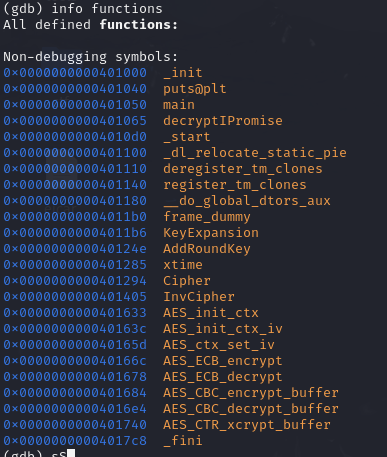 (gdb) info functions
All defined functions:

Non-debugging symbols:
0×0000000000401000  _init
0×0000000000401040  puts@plt
0×0000000000401050  main
0×0000000000401065  decryptIPromise
0×00000000004010d0  _start
0×0000000000401100  _dl_relocate_static_pie
0×0000000000401110  deregister_tm_clones
0×0000000000401140  register_tm_clones
0×0000000000401180  __do_global_dtors_aux
0×00000000004011b0  frame_dummy
0×00000000004011b6  KeyExpansion
0×000000000040124e  AddRoundKey
0×0000000000401285  xtime
0×0000000000401294  Cipher
0×0000000000401405  InvCipher
0×0000000000401633  AES_init_ctx
0×000000000040163c  AES_init_ctx_iv
0×000000000040165d  AES_ctx_set_iv
0×000000000040166c  AES_ECB_encrypt
0×0000000000401678  AES_ECB_decrypt
0×0000000000401684  AES_CBC_encrypt_buffer
0×00000000004016e4  AES_CBC_decrypt_buffer
0×0000000000401740  AES_CTR_xcrypt_buffer
0×00000000004017c8  _fini
(gdb) sS